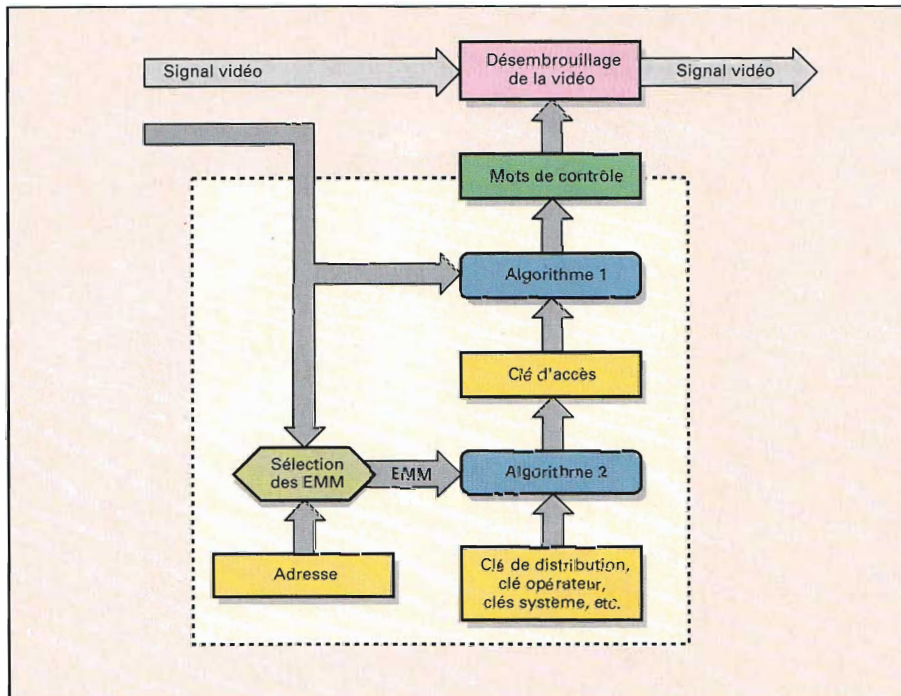 Signal vidéo
Désembrouillage
de la vidéo
Signal vidéo
Mots de contrôle
Algorithme 1
Clé d'accès
Sélection
des EMM
EMM
Algorithme 2
Adresse
Clé de distribution,
clé opérateur,
clés système, etc.